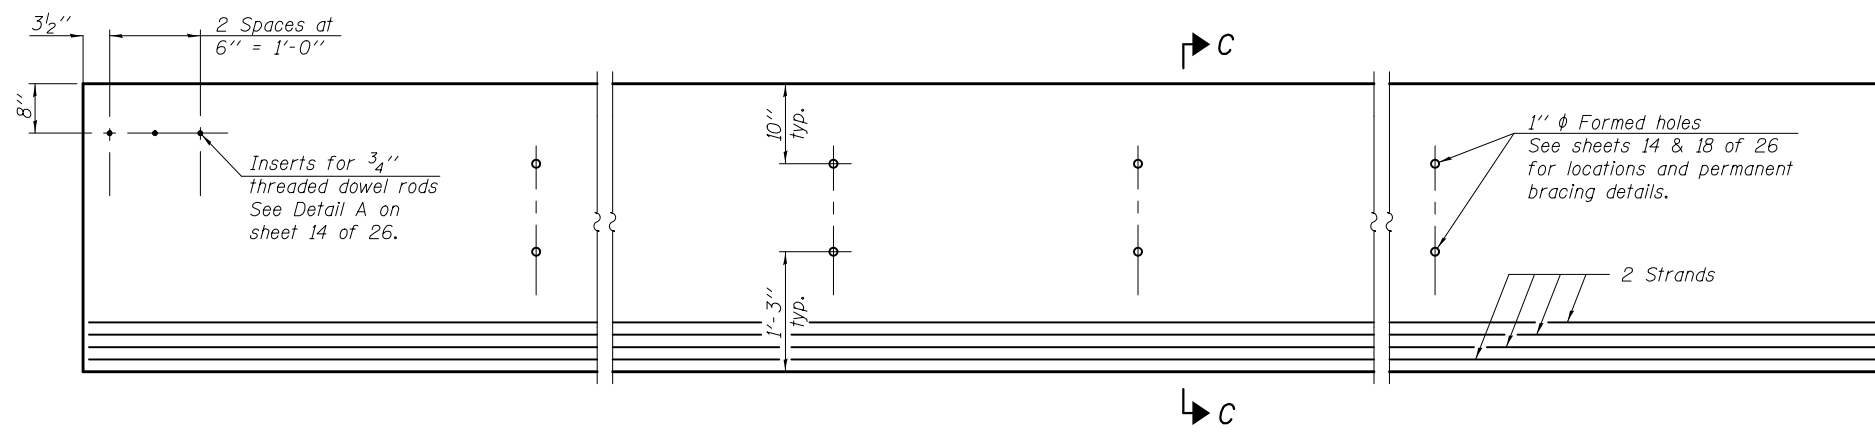 3½"
2 Spaces at
6" = 1'-0"
8"
Inserts for ¾"
threaded dowel rods
See Detail A on
sheet 14 of 26.
10"
typ.
1'-3"
typ.
C
C
1" ϕ Formed holes
See sheets 14 & 18 of 26
for locations and permanent
bracing details.
2 Strands